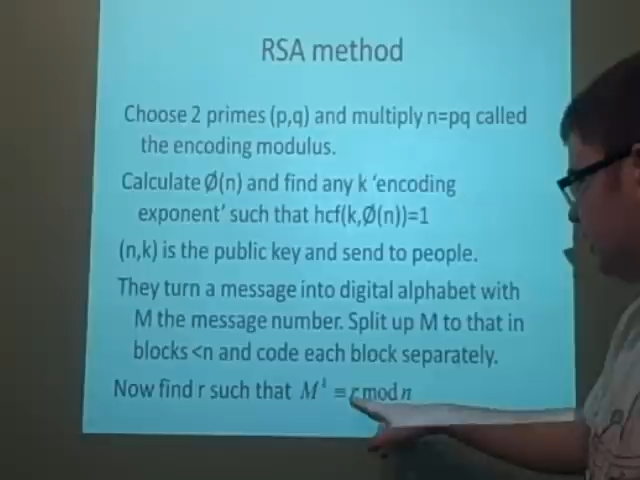 RSA method
Choose 2 primes (p,q) and multiply n=pq called
the encoding modulus.
Calculate Ø(n) and find any k 'encoding
exponent' such that hcf(k,Ø(n))=1
(n,k) is the public key and send to people.
They turn a message into digital alphabet with
M the message number. Split up M to that in
blocks <n and code each block separately.
Now find r such that Mᵏ ≡ r mod n